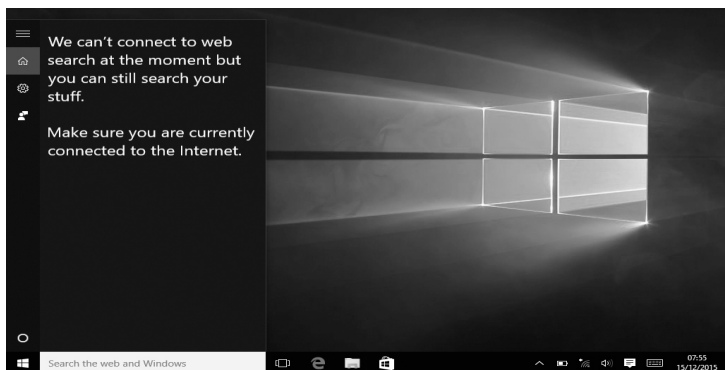 We can't connect to web
search at the moment but
you can still search your
stuff.
Make sure you are currently
connected to the Internet.
Search the web and Windows
07:55
15/12/2015